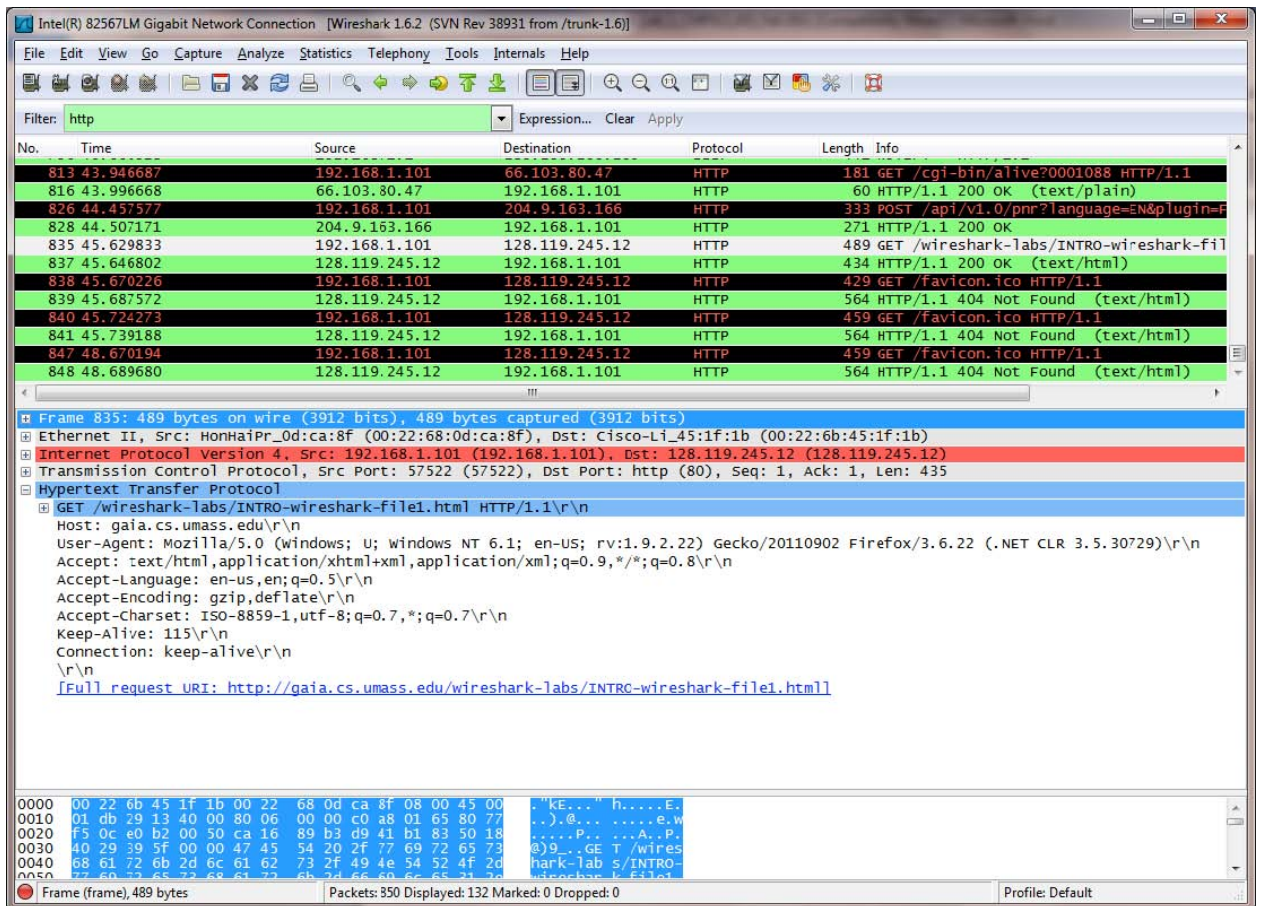 Intel(R) 82567LM Gigabit Network Connection [Wireshark 1.6.2 (SVN Rev 38931 from /trunk-1.6)]
File Edit View Go Capture Analyze Statistics Telephony Tools Internals Help
Filter: http Expression... Clear Apply
No. Time Source Destination Protocol Length Info
813 43.946687 192.168.1.101 66.103.80.47 HTTP 181 GET /cgi-bin/alive?0001088 HTTP/1.1
816 43.996668 66.103.80.47 192.168.1.101 HTTP 60 HTTP/1.1 200 OK (text/plain)
826 44.457577 192.168.1.101 204.9.163.166 HTTP 333 POST /api/v1.0/pnr?language=EN&plugin=F
828 44.507171 204.9.163.166 192.168.1.101 HTTP 271 HTTP/1.1 200 OK
835 45.629833 192.168.1.101 128.119.245.12 HTTP 489 GET /wireshark-labs/INTRO-wireshark-fil
837 45.646802 128.119.245.12 192.168.1.101 HTTP 434 HTTP/1.1 200 OK (text/html)
838 45.670226 192.168.1.101 128.119.245.12 HTTP 429 GET /favicon.ico HTTP/1.1
839 45.687572 128.119.245.12 192.168.1.101 HTTP 564 HTTP/1.1 404 Not Found (text/html)
840 45.724273 192.168.1.101 128.119.245.12 HTTP 459 GET /favicon.ico HTTP/1.1
841 45.739188 128.119.245.12 192.168.1.101 HTTP 564 HTTP/1.1 404 Not Found (text/html)
847 48.670194 192.168.1.101 128.119.245.12 HTTP 459 GET /favicon.ico HTTP/1.1
848 48.689680 128.119.245.12 192.168.1.101 HTTP 564 HTTP/1.1 404 Not Found (text/html)
Frame 835: 489 bytes on wire (3912 bits), 489 bytes captured (3912 bits)
Ethernet II, Src: HonHaiPr_0d:ca:8f (00:22:68:0d:ca:8f), Dst: Cisco-Li_45:1f:1b (00:22:6b:45:1f:1b)
Internet Protocol Version 4, Src: 192.168.1.101 (192.168.1.101), Dst: 128.119.245.12 (128.119.245.12)
Transmission Control Protocol, Src Port: 57522 (57522), Dst Port: http (80), Seq: 1, Ack: 1, Len: 435
Hypertext Transfer Protocol
GET /wireshark-labs/INTRO-wireshark-file1.html HTTP/1.1\r\n
Host: gaia.cs.umass.edu\r\n
User-Agent: Mozilla/5.0 (Windows; U; Windows NT 6.1; en-US; rv:1.9.2.22) Gecko/20110902 Firefox/3.6.22 (.NET CLR 3.5.30729)\r\n
Accept: text/html,application/xhtml+xml,application/xml;q=0.9,*/*;q=0.8\r\n
Accept-Language: en-us,en;q=0.5\r\n
Accept-Encoding: gzip,deflate\r\n
Accept-Charset: ISO-8859-1,utf-8;q=0.7,*;q=0.7\r\n
Keep-Alive: 115\r\n
Connection: keep-alive\r\n
\r\n
[Full request URI: http://gaia.cs.umass.edu/wireshark-labs/INTRO-wireshark-file1.html]
0000 00 22 6b 45 1f 1b 00 22 68 0d ca 8f 08 00 45 00 ."kE..." h.....E.
0010 01 db 29 13 40 00 80 06 00 00 c0 a8 01 65 80 77 ..).@... .....e.w
0020 f5 0c e0 b2 00 50 ca 16 89 b3 d9 41 b1 83 50 18 .....P.. ...A..P.
0030 40 29 39 5f 00 00 47 45 54 20 2f 77 69 72 65 73 @)9_..GE T /wires
0040 68 61 72 6b 2d 6c 61 62 73 2f 49 4e 54 52 4f 2d hark-lab s/INTRO-
0050 77 69 72 65 73 68 61 72 6b 2d 66 69 6c 65 31 2e wireshar k-file1.
Frame (frame), 489 bytes Packets: 850 Displayed: 132 Marked: 0 Dropped: 0 Profile: Default